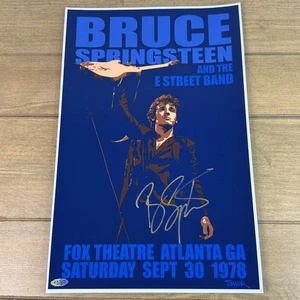 BRUCE
SPRINGSTEEN
AND THE
E STREET BAND
FOX THEATRE ATLANTA GA
SATURDAY SEPT 30 1978